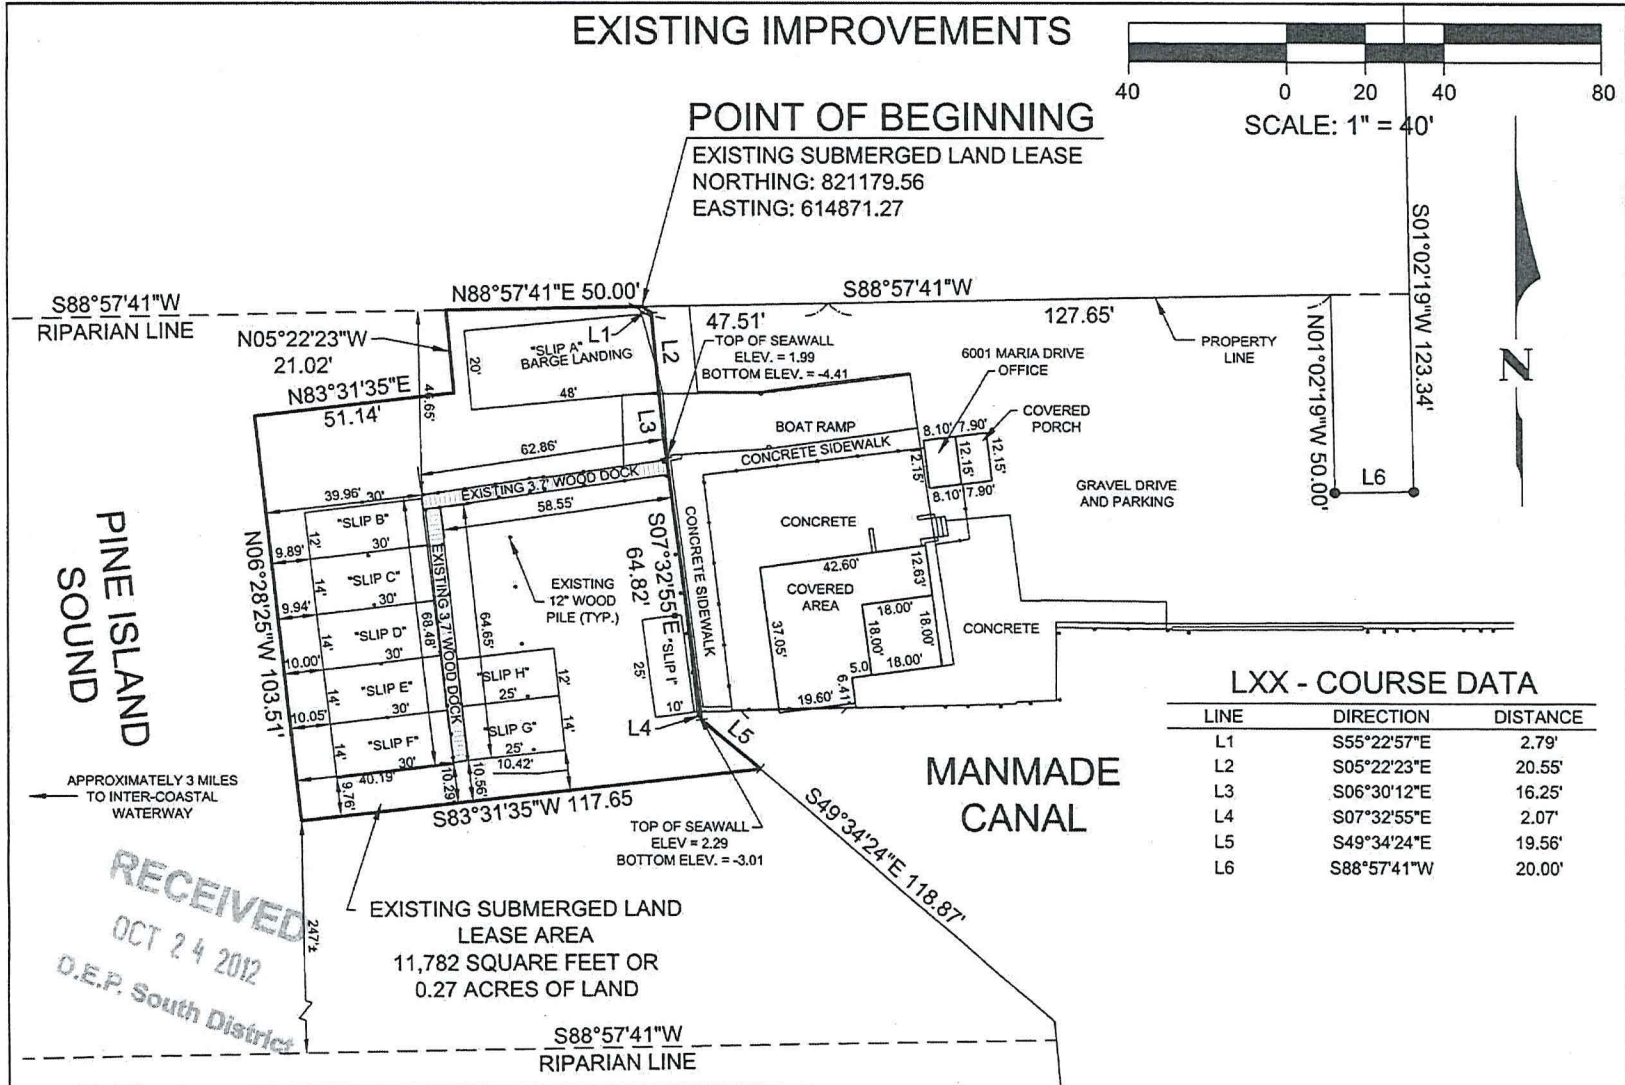 EXISTING IMPROVEMENTS
40 0 20 40 80
SCALE: 1" = 40'
POINT OF BEGINNING
EXISTING SUBMERGED LAND LEASE
NORTHING: 821179.56
EASTING: 614871.27
S88°57'41"W
RIPARIAN LINE
N88°57'41"E 50.00'
S88°57'41"W
47.51'
127.65'
S01°02'19"W 123.34'
N01°02'19"W 50.00'
L6
PROPERTY
LINE
N
N05°22'23"W
21.02'
N83°31'35"E
51.14'
L1
L2
L3
"SLIP A"
BARGE LANDING
20'
48'
TOP OF SEAWALL
ELEV. = 1.99
BOTTOM ELEV. = -4.41
6001 MARIA DRIVE
OFFICE
COVERED
PORCH
BOAT RAMP
CONCRETE SIDEWALK
8.10' 7.90'
2.15'
12.15'
12.15'
8.10' 7.90'
GRAVEL DRIVE
AND PARKING
62.86'
EXISTING 3.7' WOOD DOCK
58.55'
39.96'
30'
"SLIP B"
12'
30'
9.89'
"SLIP C"
14'
30'
9.94'
"SLIP D"
14'
30'
10.00'
"SLIP E"
14'
30'
10.05'
"SLIP F"
14'
30'
40.19'
9.76'
EXISTING 3.7' WOOD DOCK
68.48'
64.65'
EXISTING
12" WOOD
PILE (TYP.)
S07°32'55"E
64.82'
CONCRETE SIDEWALK
"SLIP I"
25'
10'
"SLIP H"
25'
12'
"SLIP G"
25'
14'
10.42'
10.29'
10.56'
CONCRETE
42.60'
12.63'
COVERED
AREA
37.05'
18.00'
18.00'
18.00'
18.00'
5.0
6.41'
19.60'
CONCRETE
L4
L5
N06°28'25"W 103.51'
S83°31'35"W 117.65
PINE ISLAND
SOUND
APPROXIMATELY 3 MILES
TO INTER-COASTAL
WATERWAY
TOP OF SEAWALL
ELEV = 2.29
BOTTOM ELEV. = -3.01
MANMADE
CANAL
S49°34'24"E 118.87'
LXX - COURSE DATA
LINE DIRECTION DISTANCE
L1 S55°22'57"E 2.79'
L2 S05°22'23"E 20.55'
L3 S06°30'12"E 16.25'
L4 S07°32'55"E 2.07'
L5 S49°34'24"E 19.56'
L6 S88°57'41"W 20.00'
RECEIVED
OCT 24 2012
D.E.P. South District
247'±
EXISTING SUBMERGED LAND
LEASE AREA
11,782 SQUARE FEET OR
0.27 ACRES OF LAND
S88°57'41"W
RIPARIAN LINE